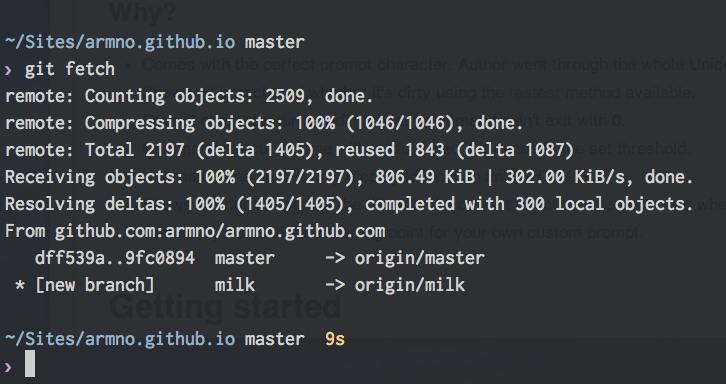 Why?
~/Sites/armno.github.io master
› git fetch
remote: Counting objects: 2509, done.
remote: Compressing objects: 100% (1046/1046), done.
remote: Total 2197 (delta 1405), reused 1843 (delta 1087)
Receiving objects: 100% (2197/2197), 806.49 KiB | 302.00 KiB/s, done.
Resolving deltas: 100% (1405/1405), completed with 300 local objects.
From github.com:armno/armno.github.com
dff539a..9fc0894 master -> origin/master
* [new branch] milk -> origin/milk
Getting started
~/Sites/armno.github.io master 9s
›